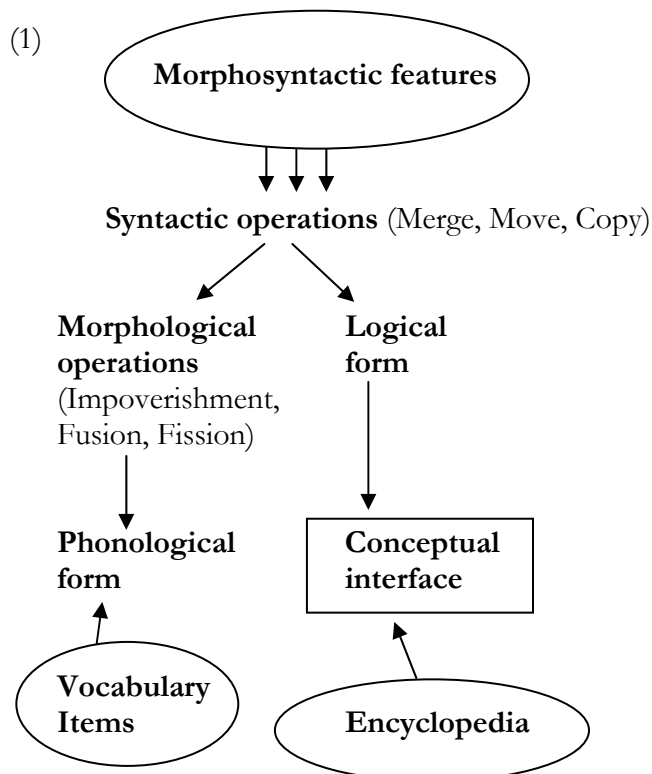 (1)
Morphosyntactic features
Syntactic operations (Merge, Move, Copy)
Morphological
operations
(Impoverishment,
Fusion, Fission)
Logical
form
Phonological
form
Conceptual
interface
Vocabulary
Items
Encyclopedia